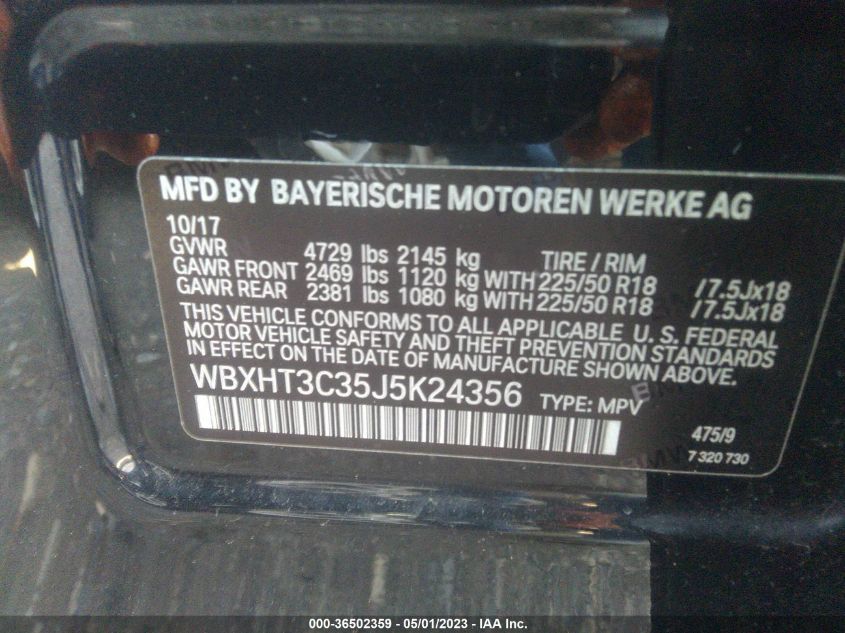 MFD BY BAYERISCHE MOTOREN WERKE AG
10/17
GVWR 4729 lbs 2145 kg TIRE / RIM
GAWR FRONT 2469 lbs 1120 kg WITH 225/50 R18 /7.5Jx18
GAWR REAR 2381 lbs 1080 kg WITH 225/50 R18 /7.5Jx18
THIS VEHICLE CONFORMS TO ALL APPLICABLE U. S. FEDERAL
MOTOR VEHICLE SAFETY AND THEFT PREVENTION STANDARDS
IN EFFECT ON THE DATE OF MANUFACTURE SHOWN ABOVE.
WBXHT3C35J5K24356 TYPE: MPV
475/9
7 320 730
000-36502359 - 05/01/2023 - IAA Inc.